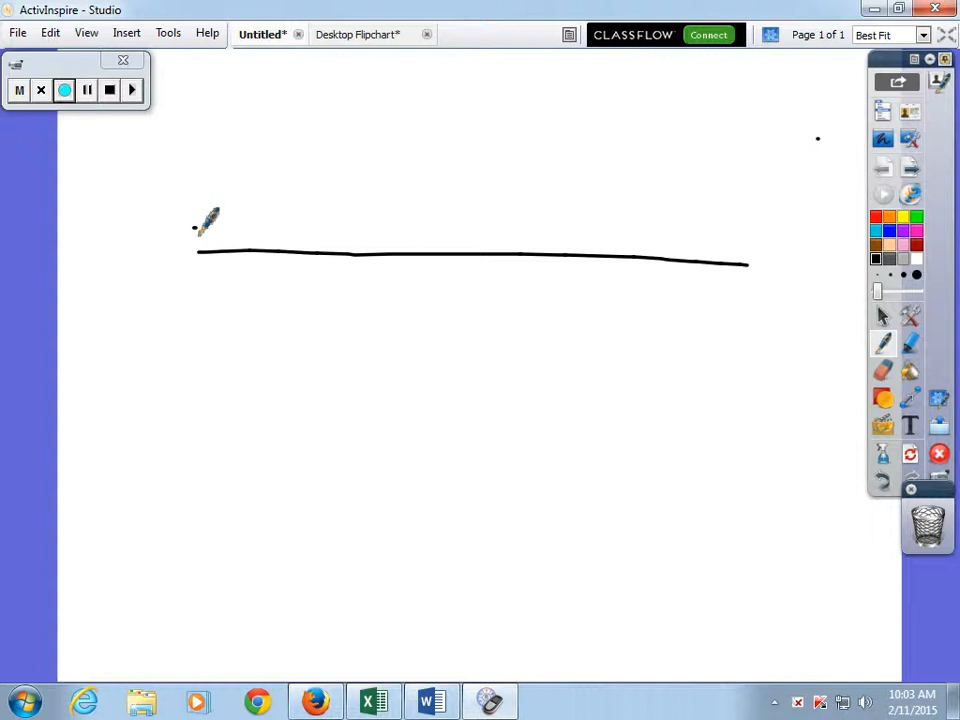 ActivInspire - Studio
File Edit View Insert Tools Help Untitled* Desktop Flipchart* CLASSFLOW Connect Page 1 of 1 Best Fit
M
T
10:03 AM
2/11/2015